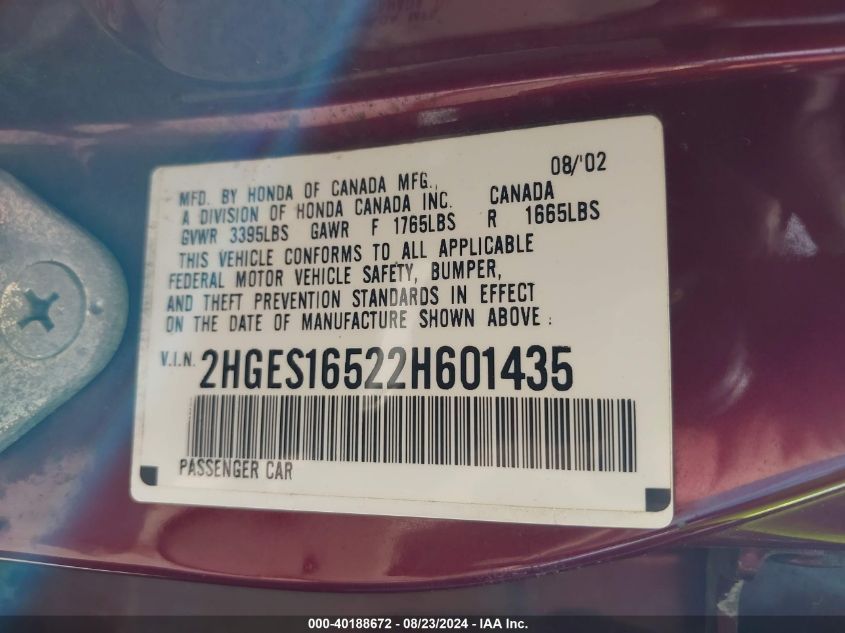 08/'02
MFD. BY HONDA OF CANADA MFG.,
A DIVISION OF HONDA CANADA INC. CANADA
GVWR 3395LBS GAWR F 1765LBS R 1665LBS
THIS VEHICLE CONFORMS TO ALL APPLICABLE
FEDERAL MOTOR VEHICLE SAFETY, BUMPER,
AND THEFT PREVENTION STANDARDS IN EFFECT
ON THE DATE OF MANUFACTURE SHOWN ABOVE :
V.I.N. 2HGES16522H601435
PASSENGER CAR
000-40188672 - 08/23/2024 - IAA Inc.